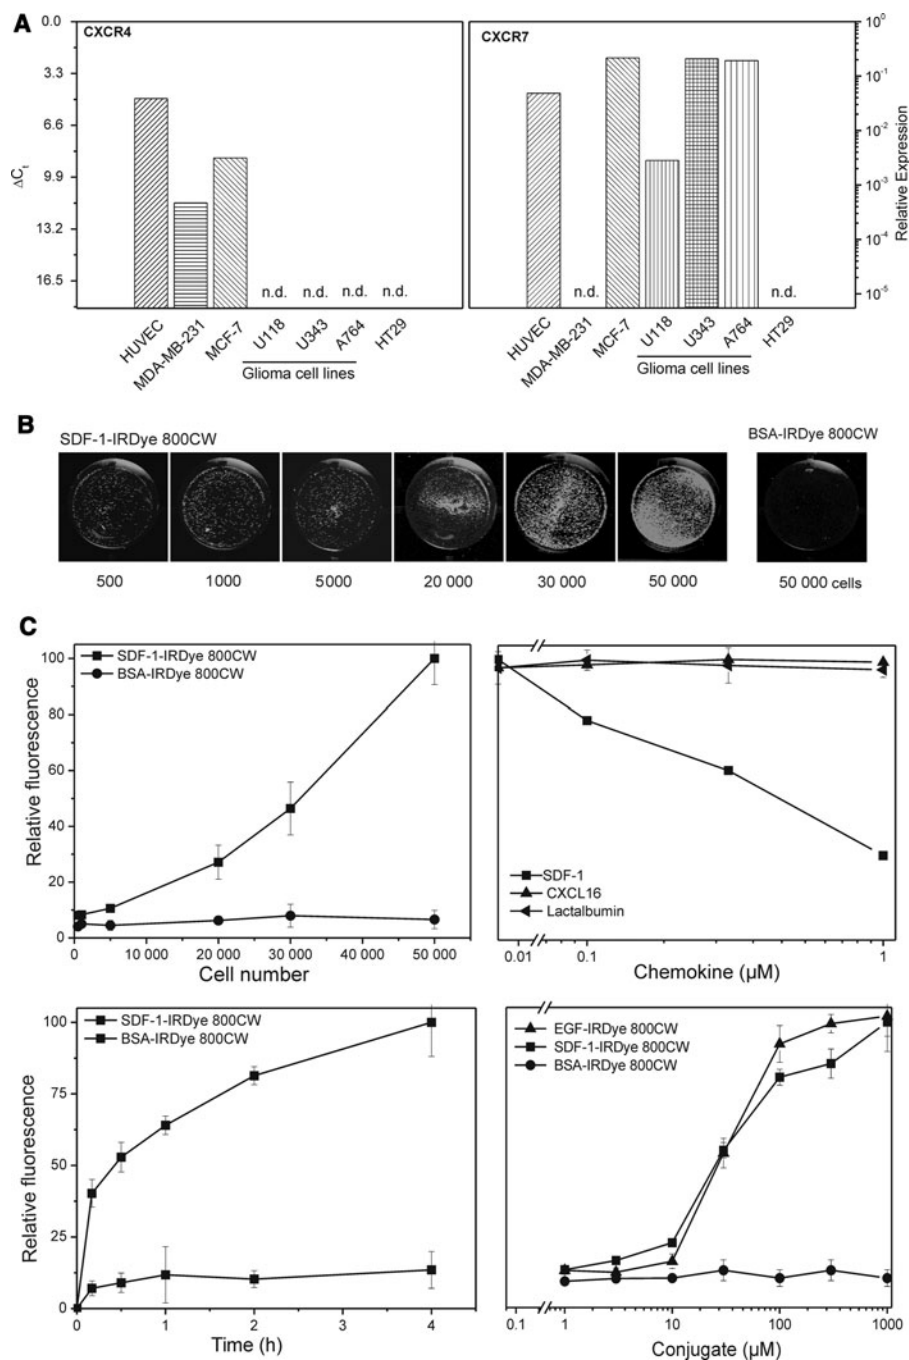 A
CXCR4
CXCR7
0.0
3.3
6.6
9.9
13.2
16.5
ΔCt
n.d.
n.d.
n.d.
n.d.
n.d.
n.d.
10^0
10^-1
10^-2
10^-3
10^-4
10^-5
Relative Expression
HUVEC
MDA-MB-231
MCF-7
U118
U343
A764
HT29
Glioma cell lines
HUVEC
MDA-MB-231
MCF-7
U118
U343
A764
HT29
Glioma cell lines
B
SDF-1-IRDye 800CW
BSA-IRDye 800CW
500
1000
5000
20 000
30 000
50 000
50 000 cells
C
SDF-1-IRDye 800CW
BSA-IRDye 800CW
100
80
60
40
20
0
Relative fluorescence
0
10 000
20 000
30 000
40 000
50 000
Cell number
SDF-1
CXCL16
Lactalbumin
0.01
0.1
1
Chemokine (µM)
SDF-1-IRDye 800CW
BSA-IRDye 800CW
100
75
50
25
0
Relative fluorescence
0
1
2
3
4
Time (h)
EGF-IRDye 800CW
SDF-1-IRDye 800CW
BSA-IRDye 800CW
0.1
1
10
100
1000
Conjugate (µM)